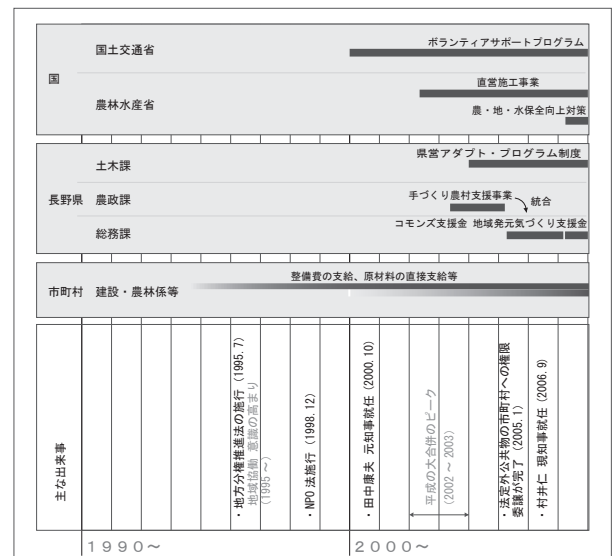 国
国土交通省
ボランティアサポートプログラム
農林水産省
直営施工事業
農・地・水保全向上対策
長野県
土木課
県営アダプト・プログラム制度
農政課
手づくり農村支援事業
統合
総務課
コモンズ支援金 地域発元気づくり支援金
市町村 建設・農林係等
整備費の支給、原材料の直接支給等
主な出来事
・地方分権推進法の施行 (1995.7)
地域協働 意識の高まり
(1995 ~)
・NPO 法施行 (1998.12)
・田中康夫 元知事就任 (2000.10)
平成の大合併のピーク
(2002 ~ 2003)
・法定外公共物の市町村への権限
委譲が完了 (2005.1)
・村井仁 現知事就任 (2006.9)
1990~
2000~